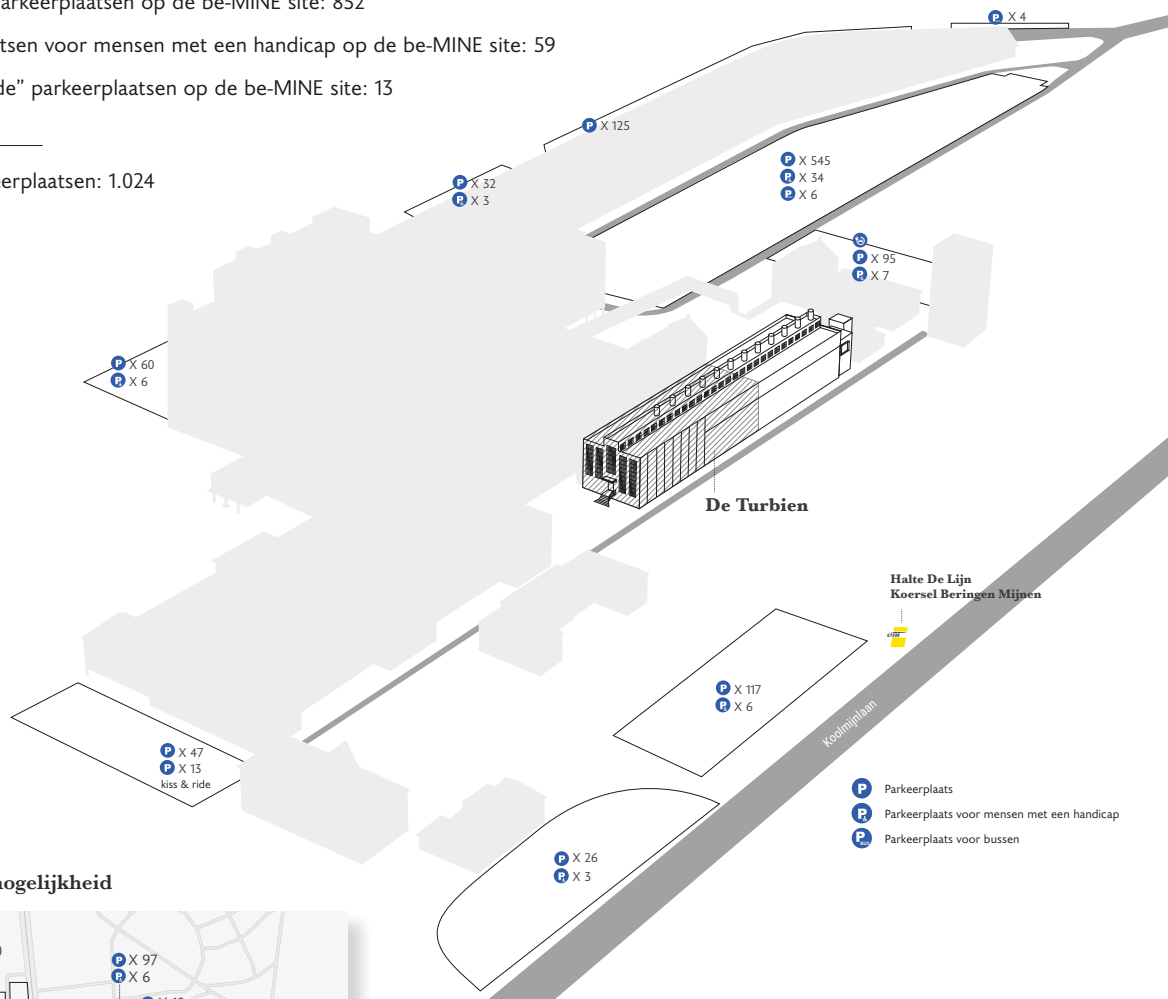 arkeerplaatsen op de be-MINE site: 852
tsen voor mensen met een handicap op de be-MINE site: 59
de” parkeerplaatsen op de be-MINE site: 13
erplaatsen: 1.024
P X 4
P X 125
P X 32
P X 3
P X 545
P X 34
P X 6
P X 95
P X 7
P X 60
P X 6
De Turbien
Halte De Lijn
Koersel Beringen Mijnen
P X 117
P X 6
Koolmijnlaan
P X 47
P X 13
kiss & ride
P Parkeerplaats
P Parkeerplaats voor mensen met een handicap
P BUS Parkeerplaats voor bussen
P X 26
P X 3
ogelijkheid
P X 97
P X 6